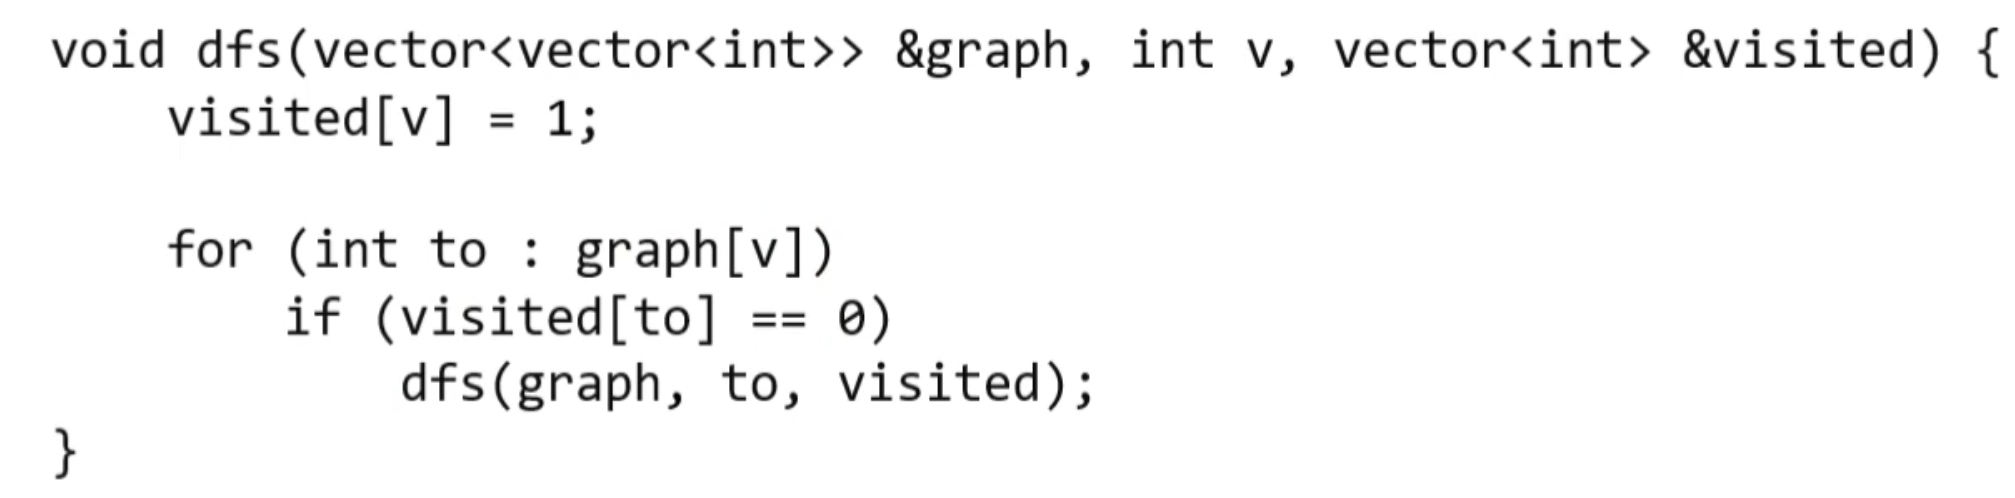 void dfs(vector<vector<int>> &graph, int v, vector<int> &visited) {
    visited[v] = 1;

    for (int to : graph[v])
        if (visited[to] == 0)
            dfs(graph, to, visited);
}